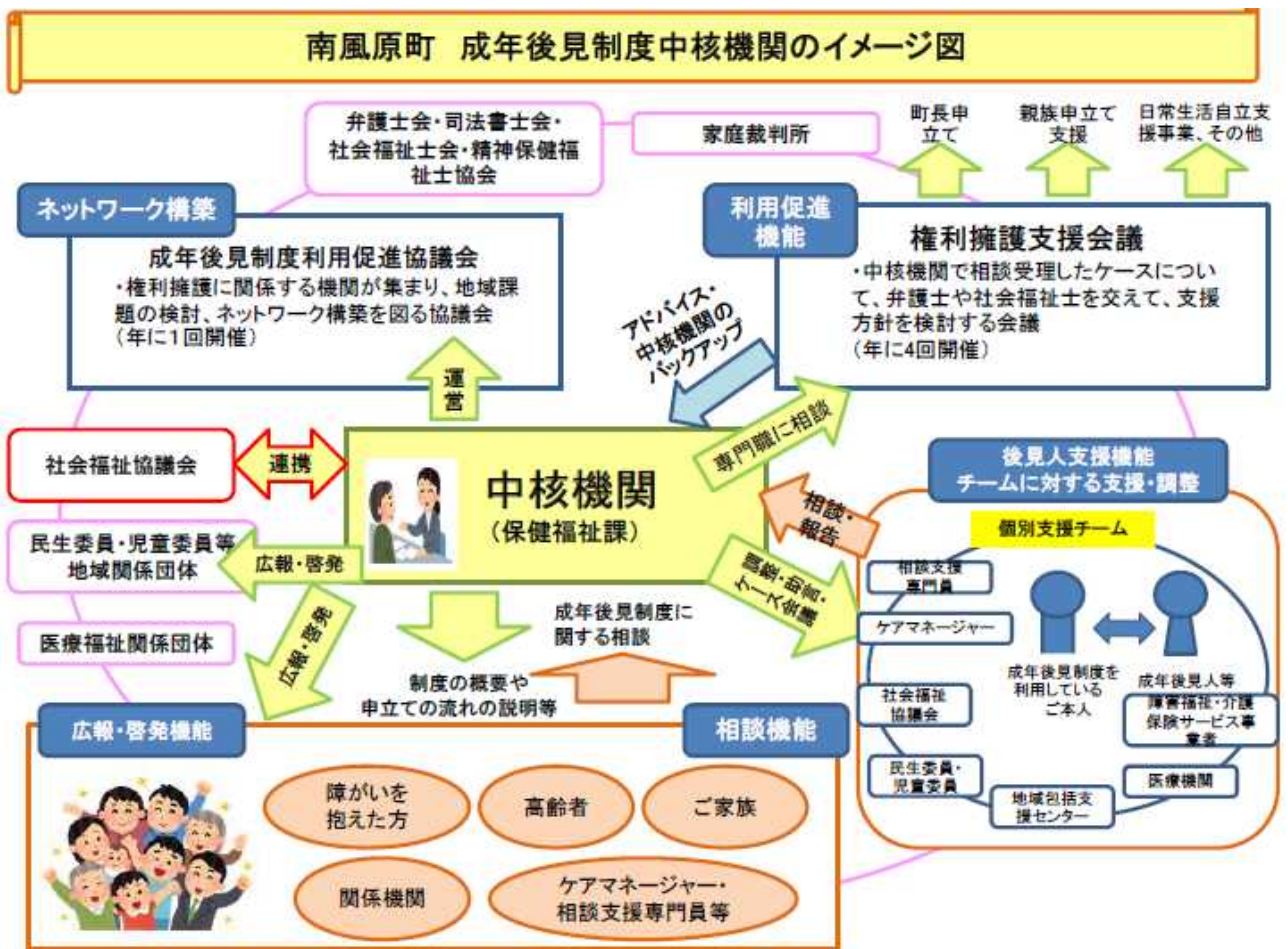 南風原町 成年後見制度中核機関のイメージ図
弁護士会・司法書士会・
社会福祉士会・精神保健福
祉士協会
家庭裁判所
町長申
立て
親族申立て
支援
日常生活自立支
援事業、その他
ネットワーク構築
成年後見制度利用促進協議会
・権利擁護に関係する機関が集まり、地域課
題の検討、ネットワーク構築を図る協議会
(年に1回開催)
利用促進
機能
権利擁護支援会議
・中核機関で相談受理したケースについ
て、弁護士や社会福祉士を交えて、支援
方針を検討する会議
(年に4回開催)
アドバイス・
中核機関の
バックアップ
運
営
専門職に相談
社会福祉協議会
連携
中核機関
(保健福祉課)
相談・
報告
後見人支援機能
チームに対する支援・調整
民生委員・児童委員等
地域関係団体
広報・啓発
調整・助言・
ケース会議
個別支援チーム
相談支援
専門員
ケアマネージャー
医療福祉関係団体
広報・啓発
成年後見制度に
関する相談
制度の概要や
申立ての流れの説明等
成年後見制度を
利用している
ご本人
成年後見人等
社会福祉
協議会
障害福祉・介護
保険サービス事
業者
民生委員・
児童委員
医療機関
地域包括支
援センター
広報・啓発機能
相談機能
障がいを
抱えた方
高齢者
ご家族
関係機関
ケアマネージャー・
相談支援専門員等